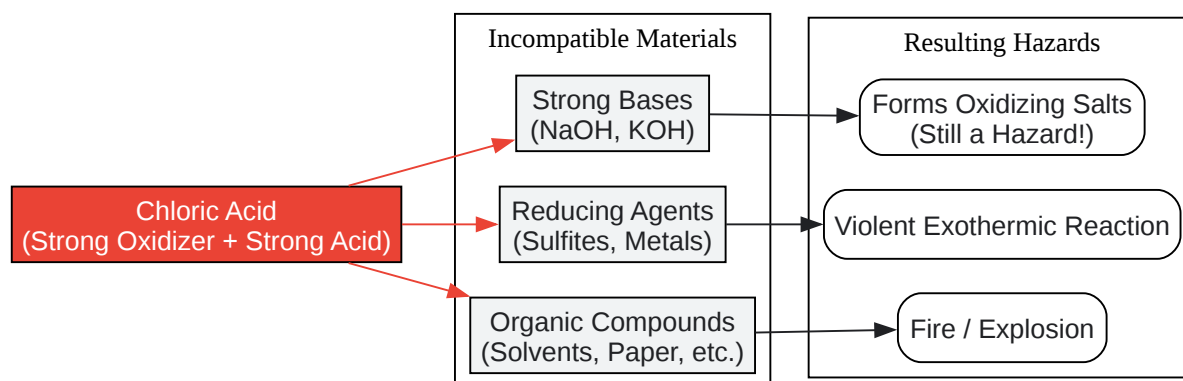 Incompatible Materials
Resulting Hazards
Strong Bases
(NaOH, KOH)
Forms Oxidizing Salts
(Still a Hazard!)
Chloric Acid
(Strong Oxidizer + Strong Acid)
Reducing Agents
(Sulfites, Metals)
Violent Exothermic Reaction
Organic Compounds
(Solvents, Paper, etc.)
Fire / Explosion